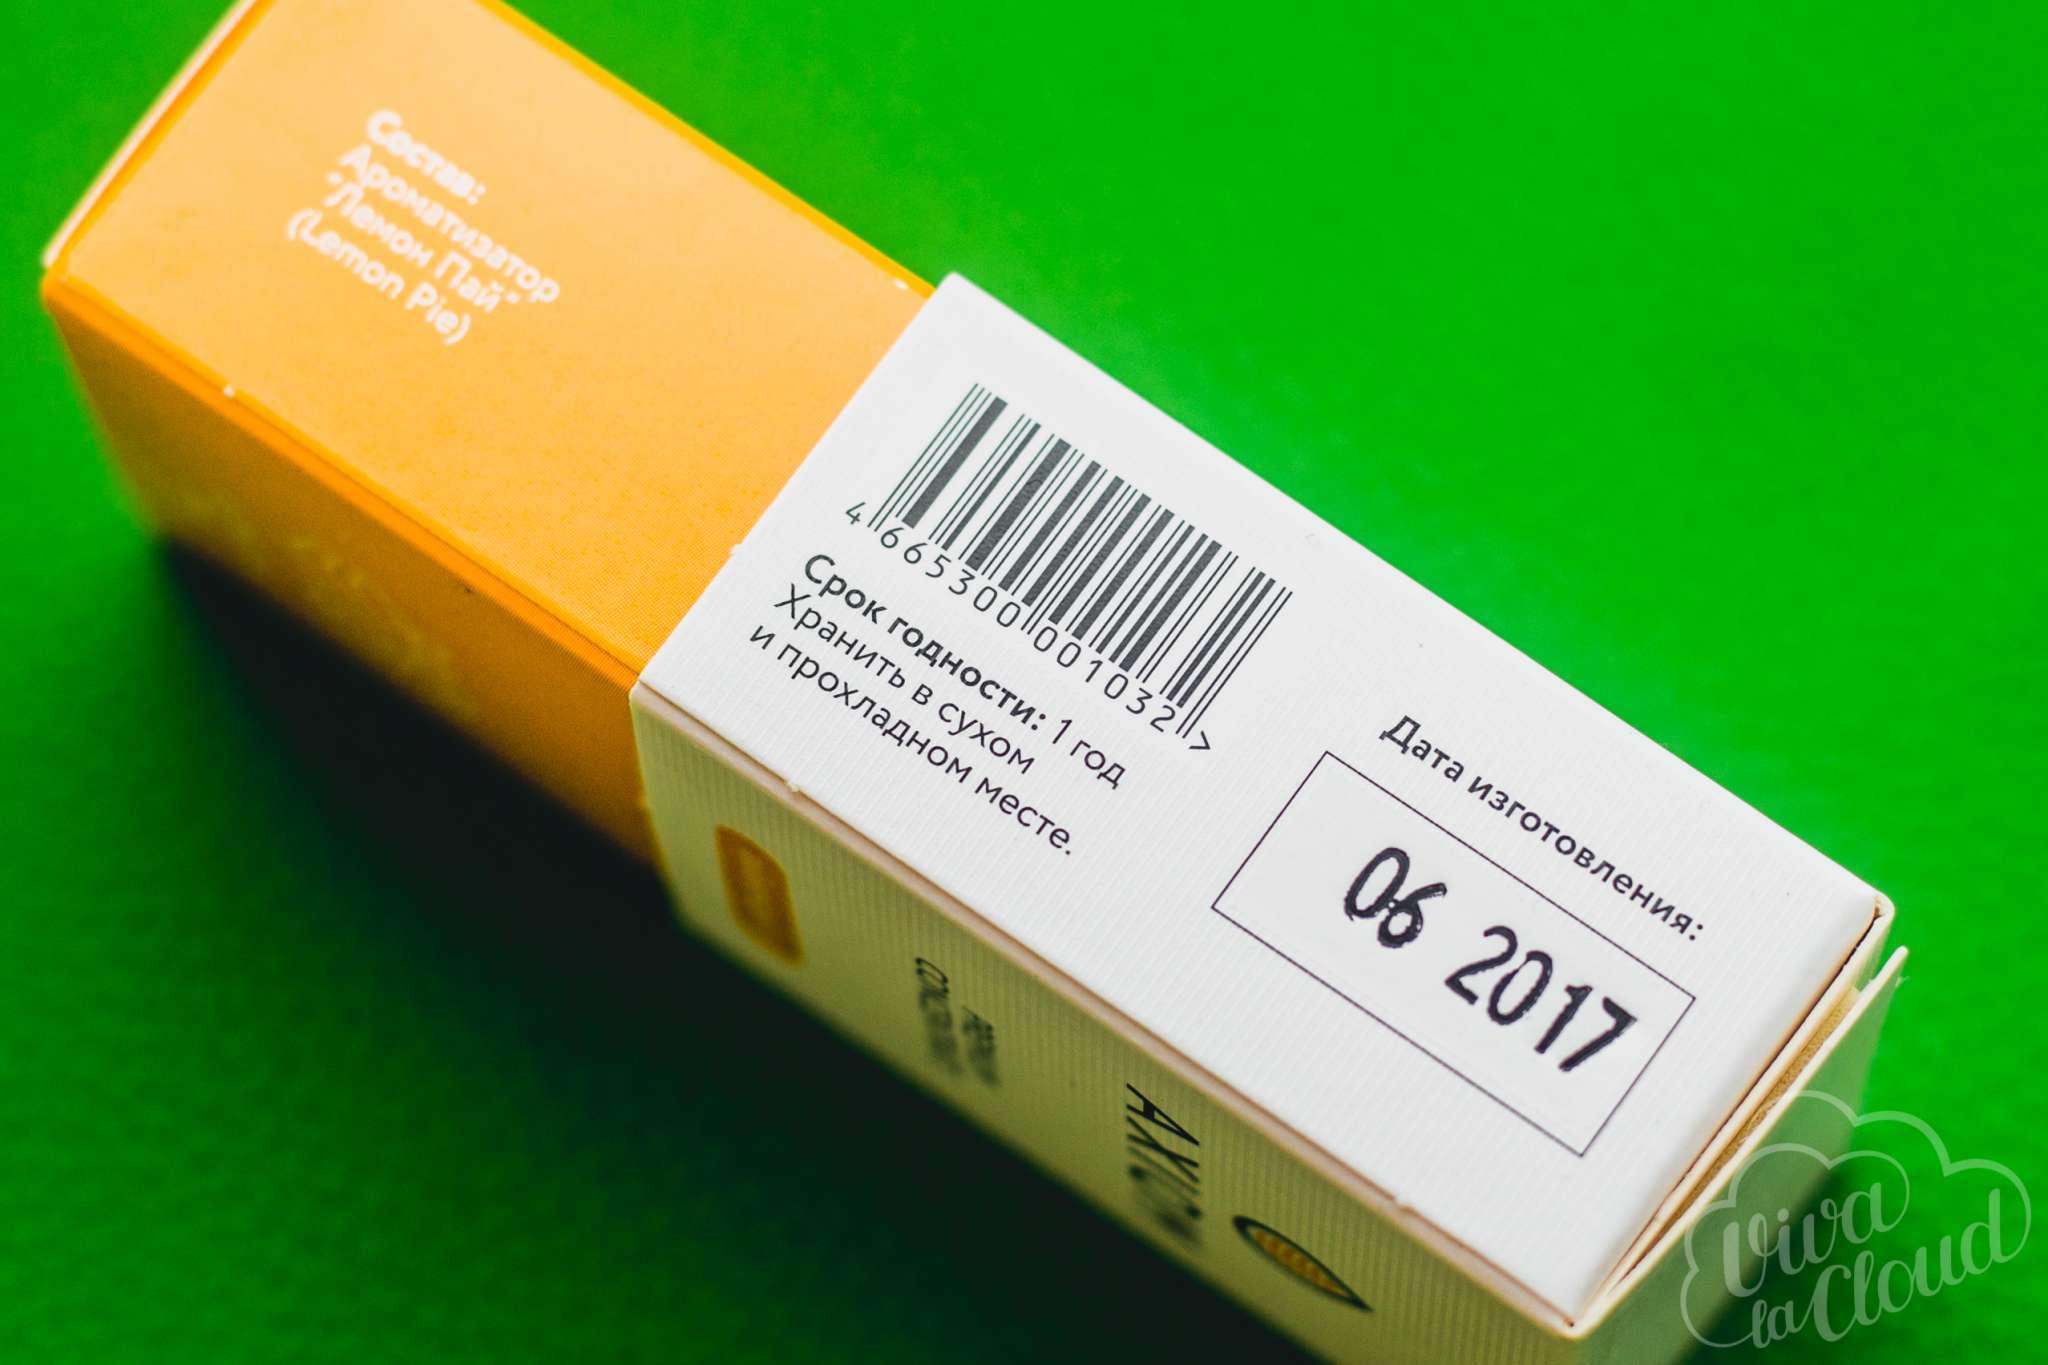 Состав:
Ароматизатор
"Лемон Пай"
(Lemon Pie)
4 665300 001032 >
Срок годности: 1 год
Хранить в сухом
и прохладном месте.
Дата изготовления:
06 2017
Viva
la Cloud